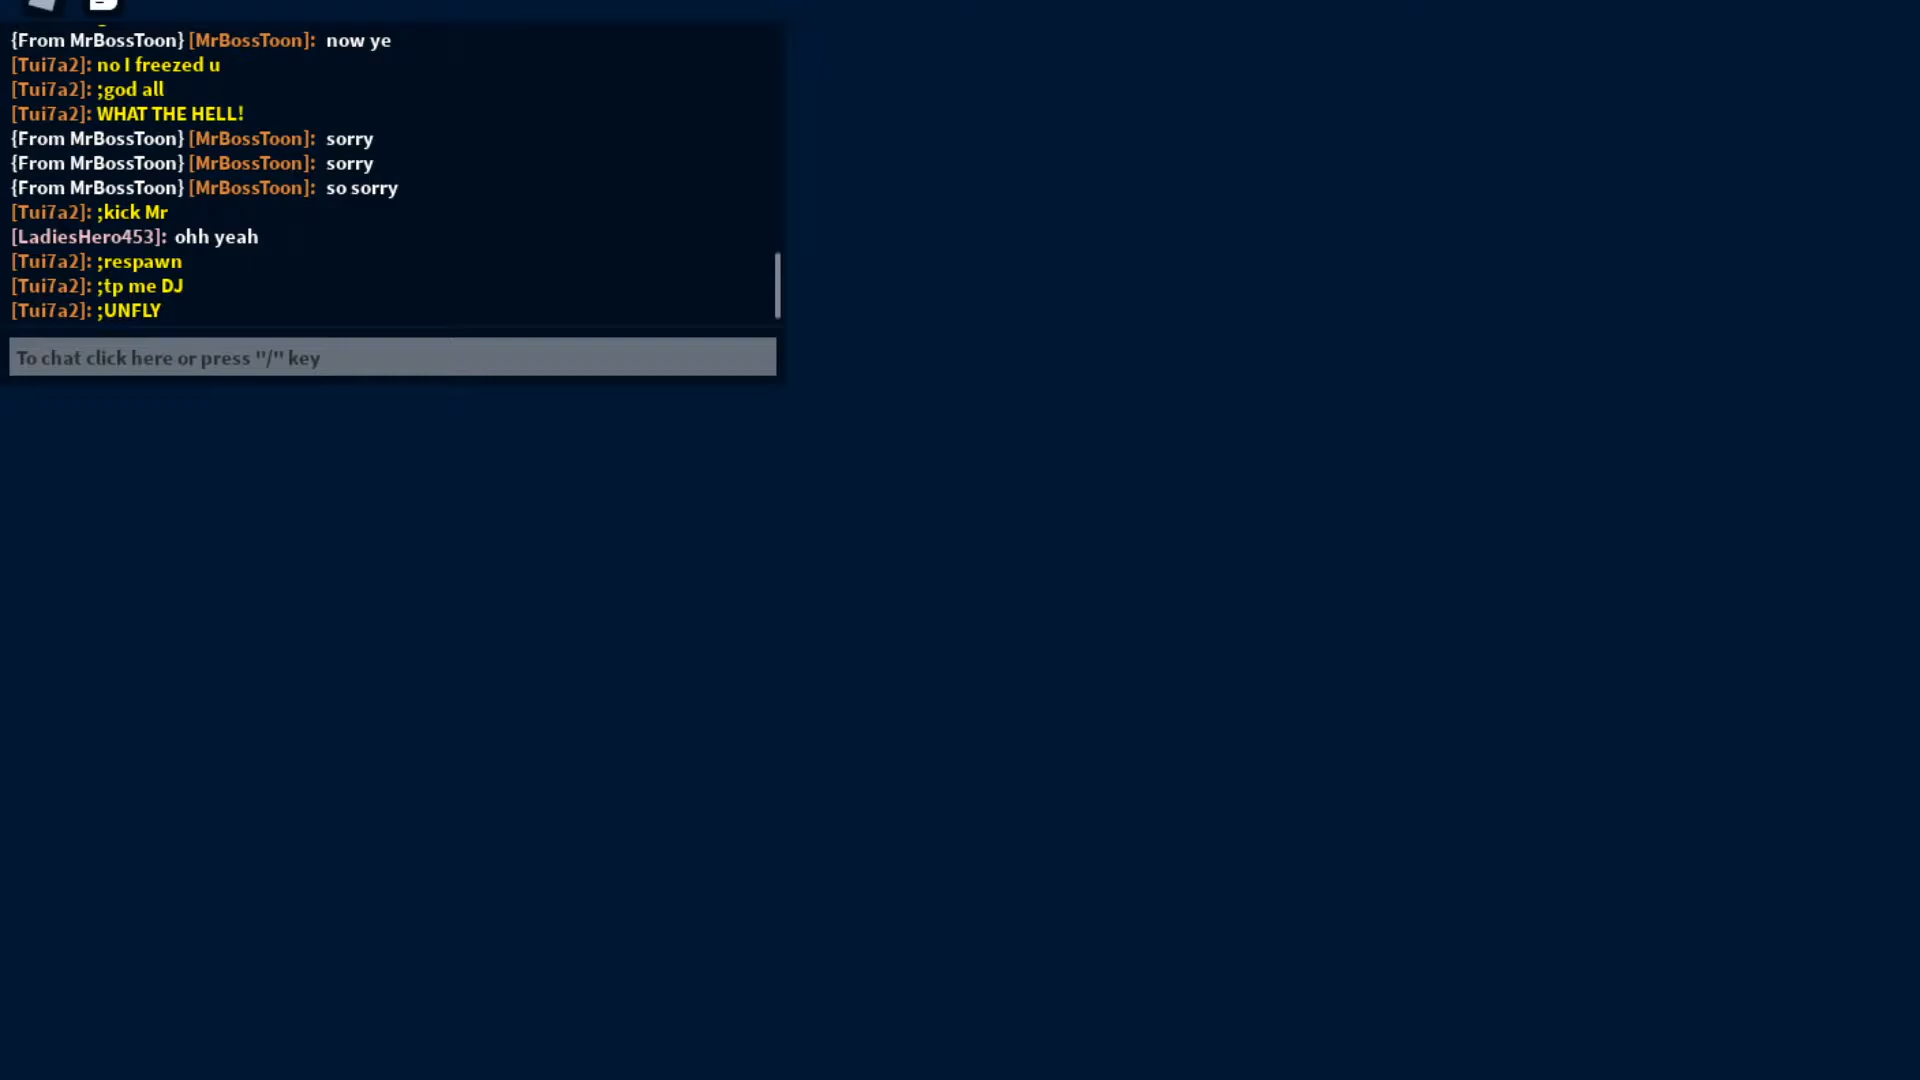 {From MrBossToon} [MrBossToon]: now ye
[Tui7a2]: no I freezed u
[Tui7a2]: ;god all
[Tui7a2]: WHAT THE HELL!
{From MrBossToon} [MrBossToon]: sorry
{From MrBossToon} [MrBossToon]: sorry
{From MrBossToon} [MrBossToon]: so sorry
[Tui7a2]: ;kick Mr
[LadiesHero453]: ohh yeah
[Tui7a2]: ;respawn
[Tui7a2]: ;tp me DJ
[Tui7a2]: ;UNFLY
To chat click here or press "/" key